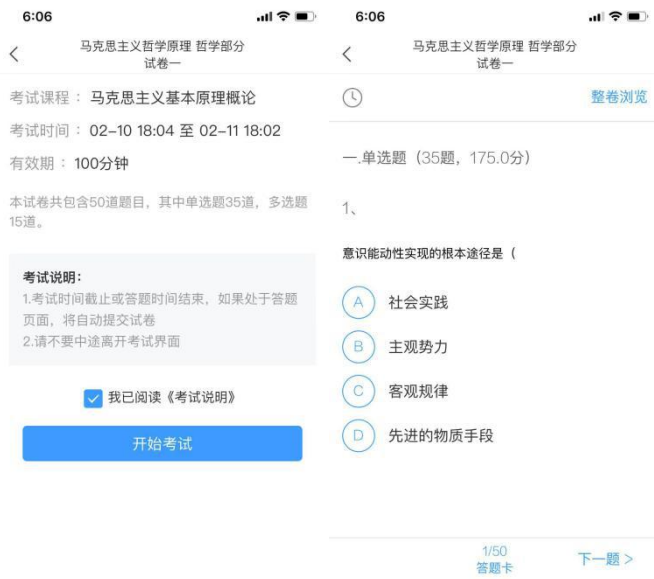 6:06
马克思主义哲学原理 哲学部分
试卷一
考试课程：马克思主义基本原理概论
考试时间：02-10 18:04 至 02-11 18:02
有效期：100分钟
本试卷共包含50道题目，其中单选题35道，多选题
15道。
考试说明：
1.考试时间截止或答题时间结束，如果处于答题
页面，将自动提交试卷
2.请不要中途离开考试界面
我已阅读《考试说明》
开始考试
6:06
马克思主义哲学原理 哲学部分
试卷一
整卷浏览
一.单选题（35题，175.0分）
1、
意识能动性实现的根本途径是（
A 社会实践
B 主观势力
C 客观规律
D 先进的物质手段
1/50
答题卡
下一题 >